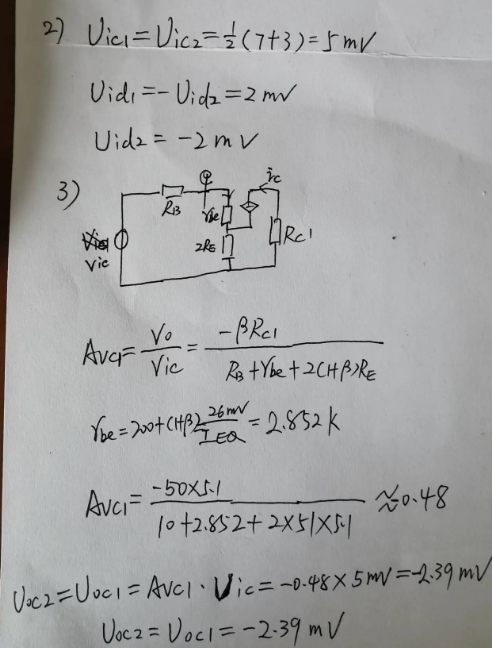 2) Uic1 = Uic2 = 1/2 (7+3) = 5 mV
Uid1 = - Uid2 = 2 mV
Uid2 = -2 mV
3)
ic
RB
rbe
2RE
RC1
Vic
AVC1 = Vo/Vic = -βRC1 / (RB + rbe + 2(1+β)RE)
rbe = 200 + (1+β) 26mV/IEQ = 2.852 k
AVC1 = -50×5.1 / (10 + 2.852 + 2×51×5.1) ≈ 0.48
Uoc2 = Uoc1 = AVC1 · Uic = -0.48 × 5 mV = -2.39 mV
Uoc2 = Uoc1 = -2.39 mV